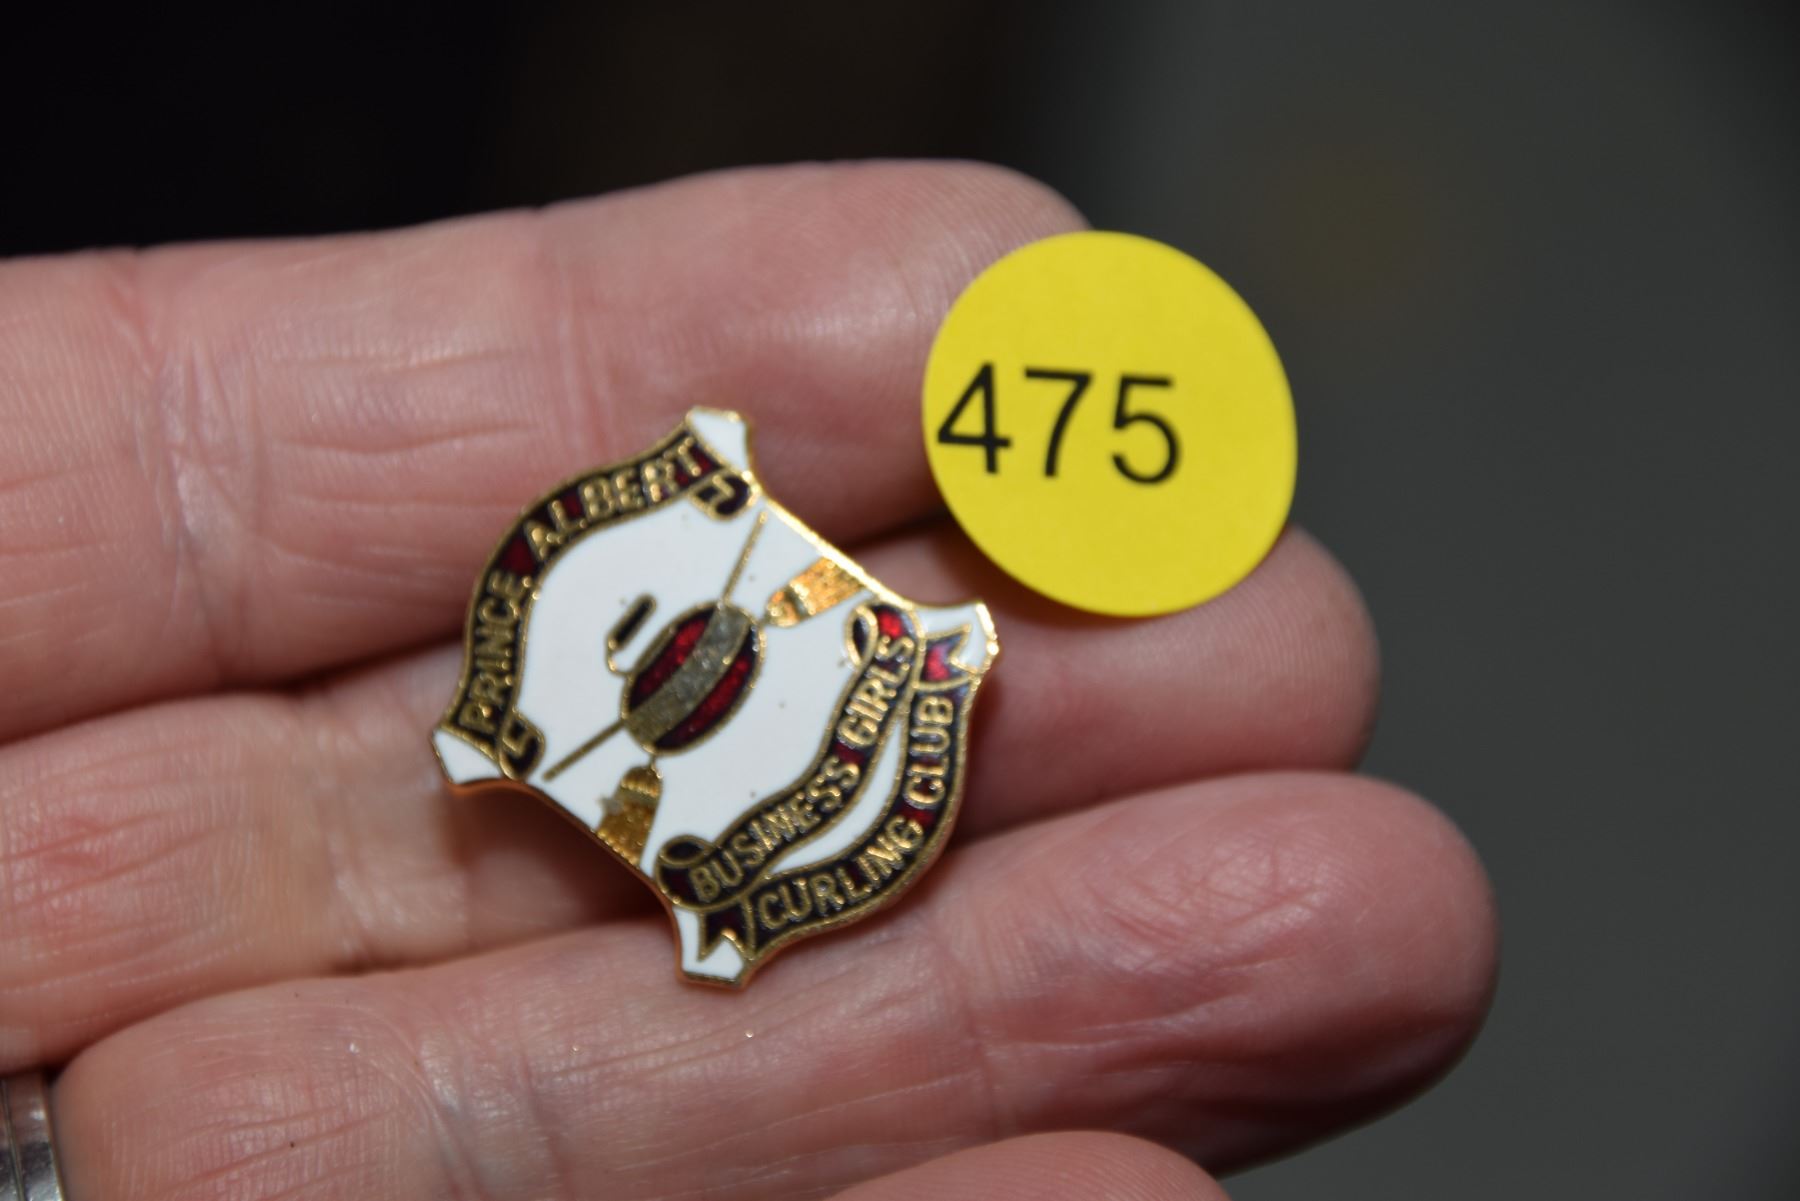 475
PRINCE ALBERT
BUSINESS GIRLS
CURLING CLUB